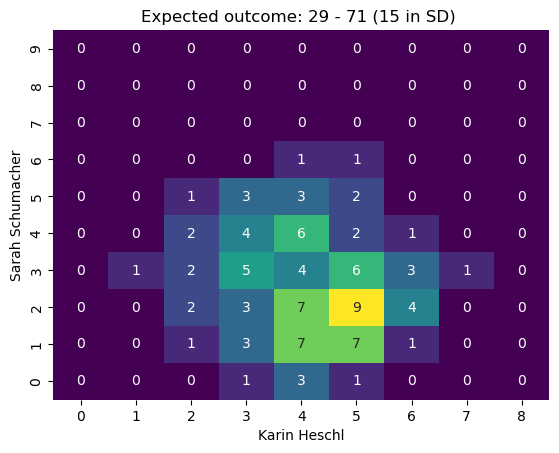 Expected outcome: 29 - 71 (15 in SD)
Sarah Schumacher
9 0 0 0 0 0 0 0 0 0
8 0 0 0 0 0 0 0 0 0
7 0 0 0 0 0 0 0 0 0
6 0 0 0 0 1 1 0 0 0
5 0 0 1 3 3 2 0 0 0
4 0 0 2 4 6 2 1 0 0
3 0 1 2 5 4 6 3 1 0
2 0 0 2 3 7 9 4 0 0
1 0 0 1 3 7 7 1 0 0
0 0 0 0 1 3 1 0 0 0
0 1 2 3 4 5 6 7 8
Karin Heschl